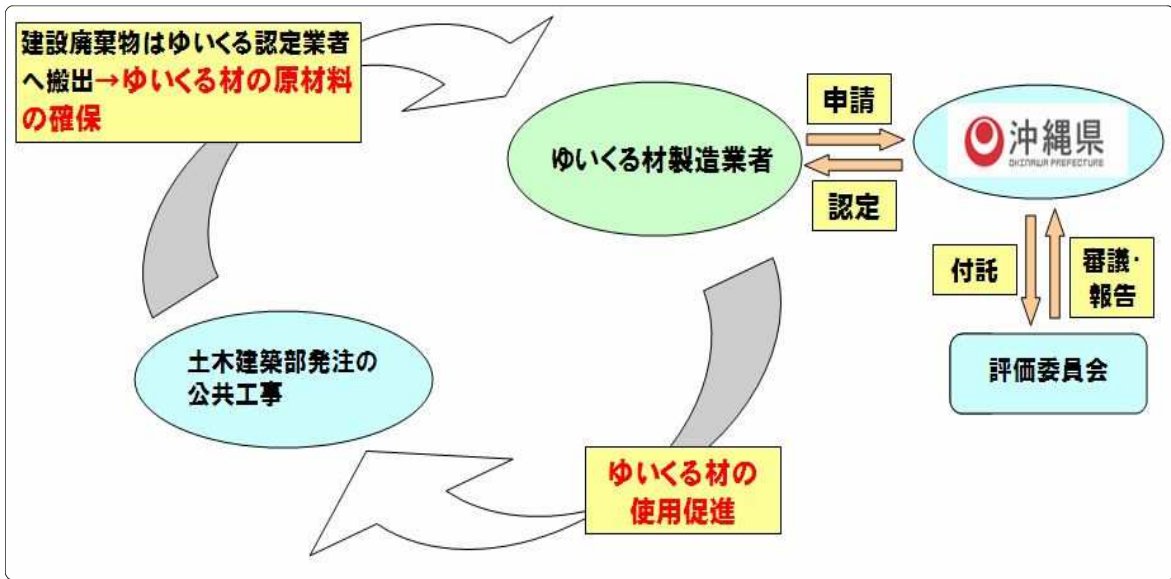 建設廃棄物はゆいくる認定業者
へ搬出→ゆいくる材の原材料
の確保
ゆいくる材製造業者
申請
認定
沖縄県
OKINAWA PREFECTURE
付託
審議・
報告
評価委員会
土木建築部発注の
公共工事
ゆいくる材の
使用促進